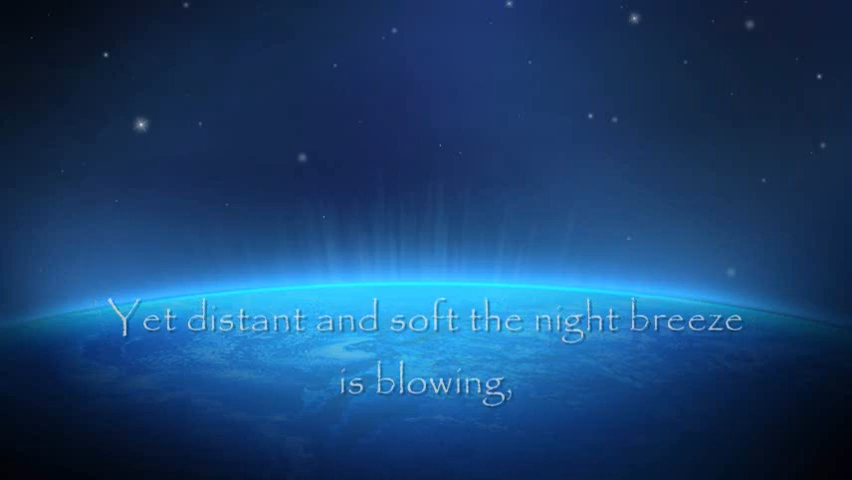 Yet distant and soft the night breeze
is blowing,